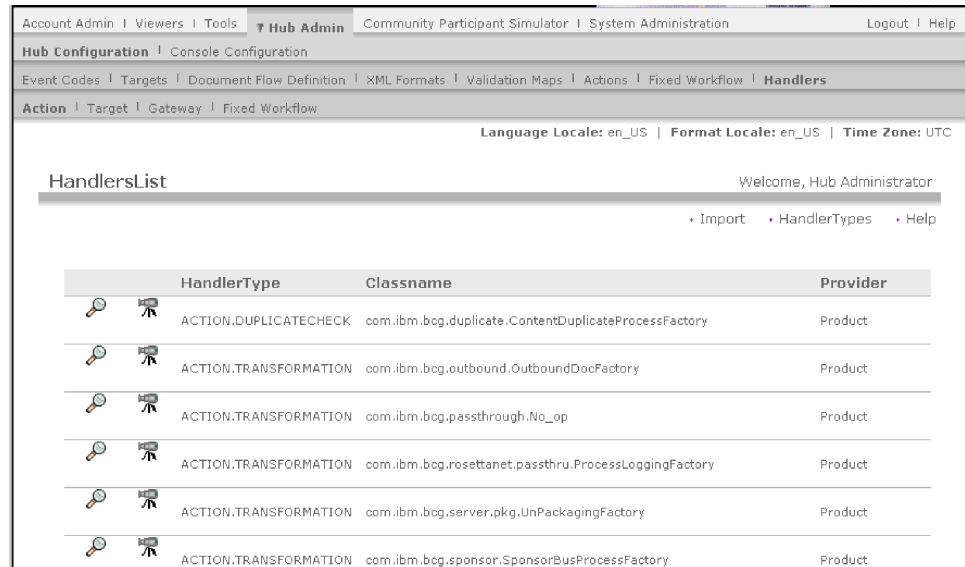 Account Admin | Viewers | Tools ▼ Hub Admin Community Participant Simulator | System Administration Logout | Help
Hub Configuration | Console Configuration
Event Codes | Targets | Document Flow Definition | XML Formats | Validation Maps | Actions | Fixed Workflow | Handlers
Action | Target | Gateway | Fixed Workflow
Language Locale: en_US | Format Locale: en_US | Time Zone: UTC
HandlersList Welcome, Hub Administrator
Import HandlerTypes Help
HandlerType Classname Provider
ACTION.DUPLICATECHECK com.ibm.bcg.duplicate.ContentDuplicateProcessFactory Product
ACTION.TRANSFORMATION com.ibm.bcg.outbound.OutboundDocFactory Product
ACTION.TRANSFORMATION com.ibm.bcg.passthrough.No_op Product
ACTION.TRANSFORMATION com.ibm.bcg.rosettanet.passthru.ProcessLoggingFactory Product
ACTION.TRANSFORMATION com.ibm.bcg.server.pkg.UnPackagingFactory Product
ACTION.TRANSFORMATION com.ibm.bcg.sponsor.SponsorBusProcessFactory Product